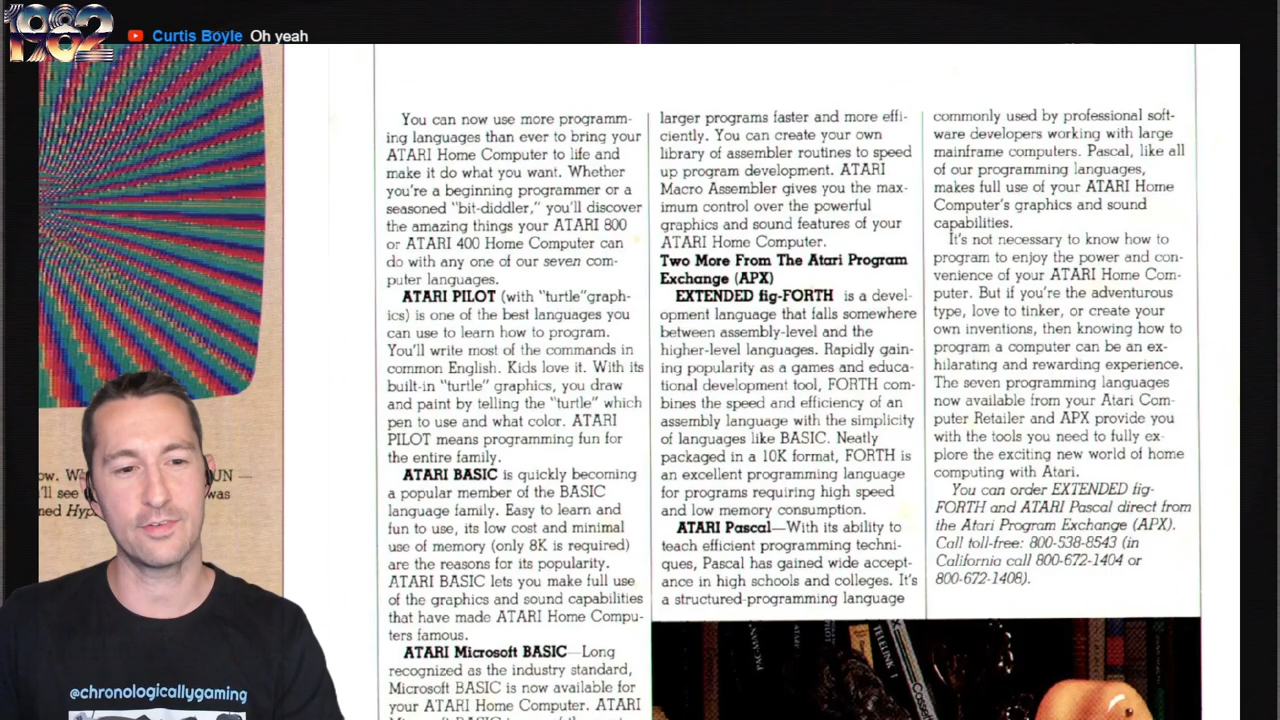 1982
Curtis Boyle Oh yeah
You can now use more programm-
ing languages than ever to bring your
ATARI Home Computer to life and
make it do what you want. Whether
you're a beginning programmer or a
seasoned "bit-diddler," you'll discover
the amazing things your ATARI 800
or ATARI 400 Home Computer can
do with any one of our seven com-
puter languages.
ATARI PILOT (with "turtle"graph-
ics) is one of the best languages you
can use to learn how to program.
You'll write most of the commands in
common English. Kids love it. With its
built-in "turtle" graphics, you draw
and paint by telling the "turtle" which
pen to use and what color. ATARI
PILOT means programming fun for
the entire family.
ATARI BASIC is quickly becoming
a popular member of the BASIC
language family. Easy to learn and
fun to use, its low cost and minimal
use of memory (only 8K is required)
are the reasons for its popularity.
ATARI BASIC lets you make full use
of the graphics and sound capabilities
that have made ATARI Home Compu-
ters famous.
ATARI Microsoft BASIC—Long
recognized as the industry standard,
Microsoft BASIC is now available for
your ATARI Home Computer. ATARI
larger programs faster and more effi-
ciently. You can create your own
library of assembler routines to speed
up program development. ATARI
Macro Assembler gives you the max-
imum control over the powerful
graphics and sound features of your
ATARI Home Computer.
Two More From The Atari Program
Exchange (APX)
EXTENDED fig-FORTH is a devel-
opment language that falls somewhere
between assembly-level and the
higher-level languages. Rapidly gain-
ing popularity as a games and educa-
tional development tool, FORTH com-
bines the speed and efficiency of an
assembly language with the simplicity
of languages like BASIC. Neatly
packaged in a 10K format, FORTH is
an excellent programming language
for programs requiring high speed
and low memory consumption.
ATARI Pascal—With its ability to
teach efficient programming techni-
ques, Pascal has gained wide accept-
ance in high schools and colleges. It's
a structured-programming language
commonly used by professional soft-
ware developers working with large
mainframe computers. Pascal, like all
of our programming languages,
makes full use of your ATARI Home
Computer's graphics and sound
capabilities.
It's not necessary to know how to
program to enjoy the power and con-
venience of your ATARI Home Com-
puter. But if you're the adventurous
type, love to tinker, or create your
own inventions, then knowing how to
program a computer can be an ex-
hilarating and rewarding experience.
The seven programming languages
now available from your Atari Com-
puter Retailer and APX provide you
with the tools you need to fully ex-
plore the exciting new world of home
computing with Atari.
You can order EXTENDED fig-
FORTH and ATARI Pascal direct from
the Atari Program Exchange (APX).
Call toll-free: 800-538-8543 (in
California call 800-672-1404 or
800-672-1408).
PAC-MAN
TELELINK 1
ow. W UN —
'll see was
ned Hyp
@chronologicallygaming